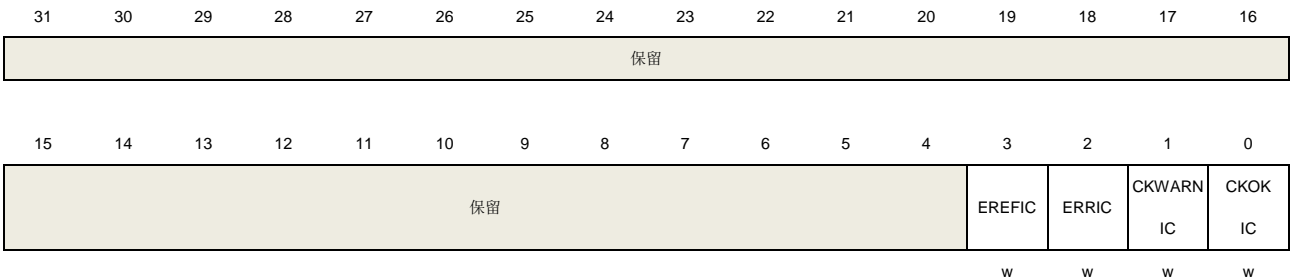 31 30 29 28 27 26 25 24 23 22 21 20 19 18 17 16
保留
15 14 13 12 11 10 9 8 7 6 5 4 3 2 1 0
保留 EREFIC ERRIC CKWARN IC CKOK IC
w w w w